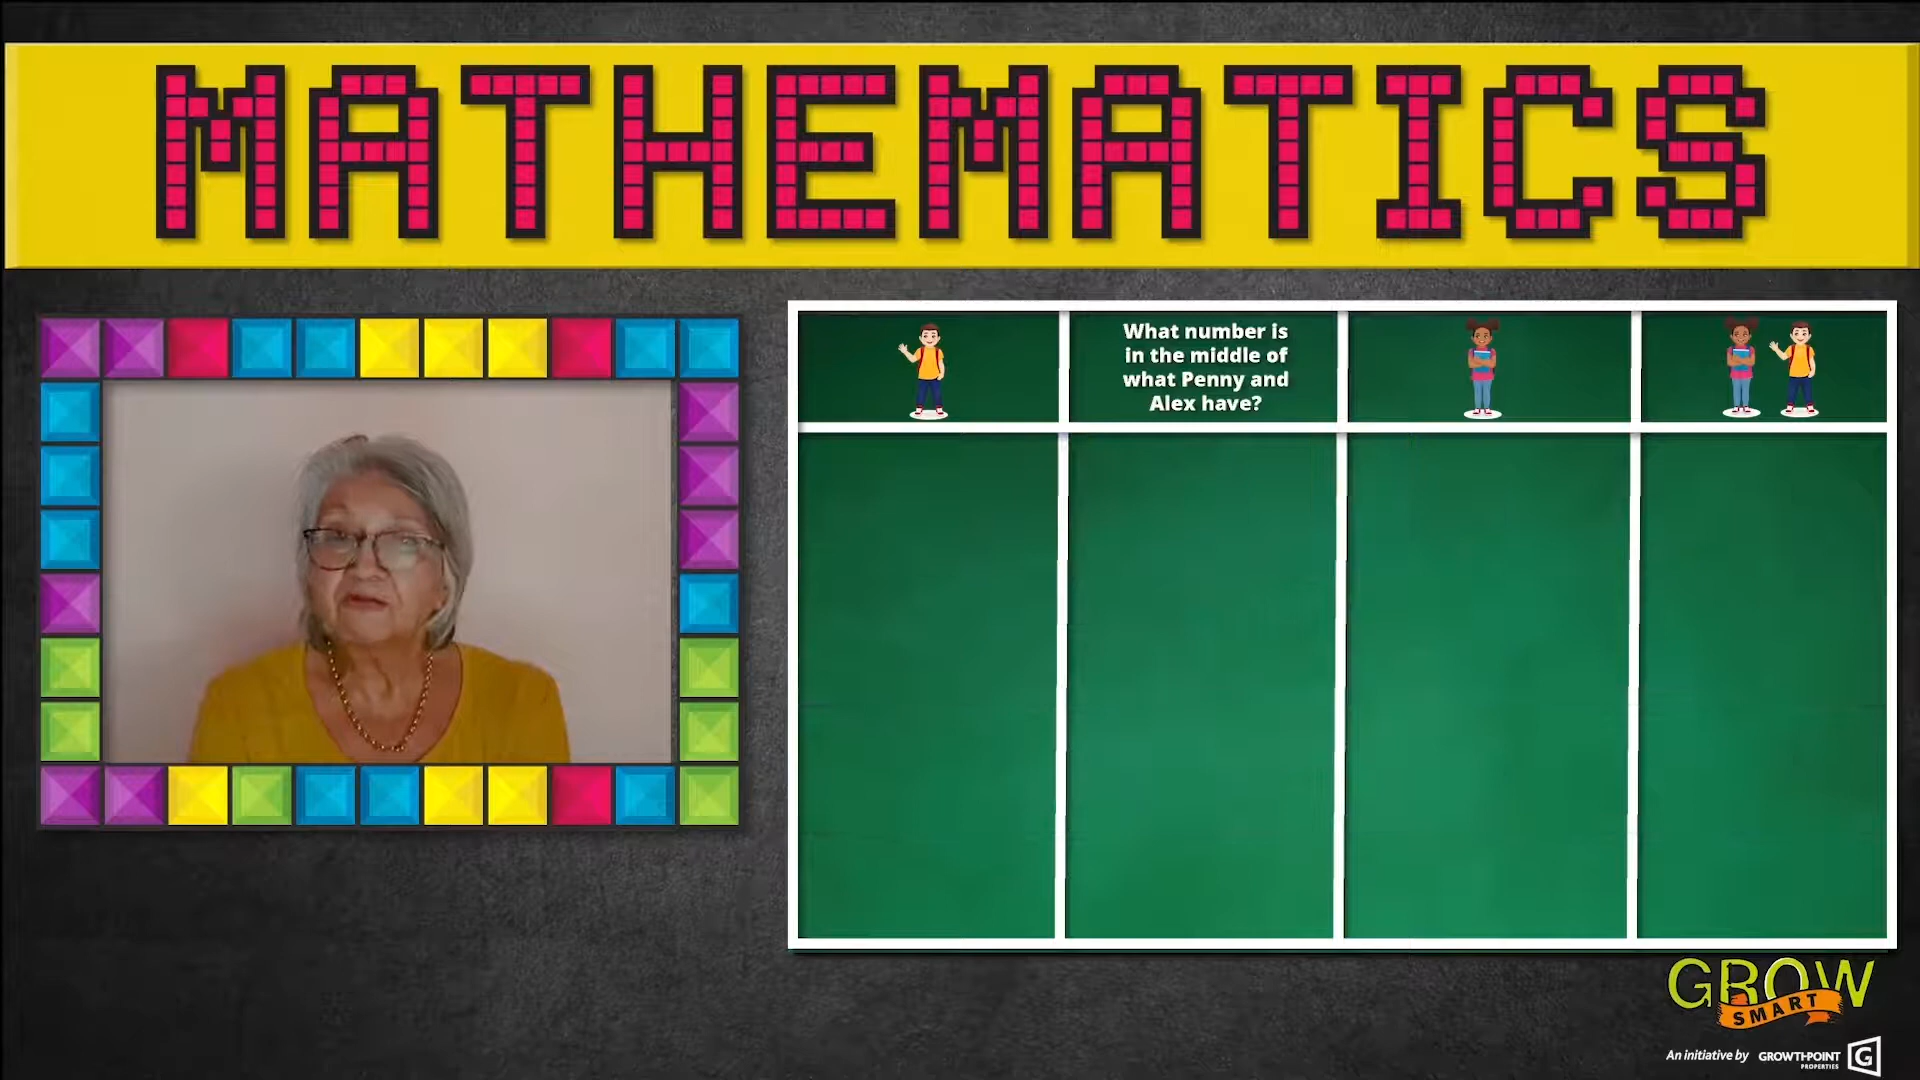 MATHEMATICS
What number is
in the middle of
what Penny and
Alex have?
GROW
SMART
An initiative by GROWTHPOINT
PROPERTIES
G